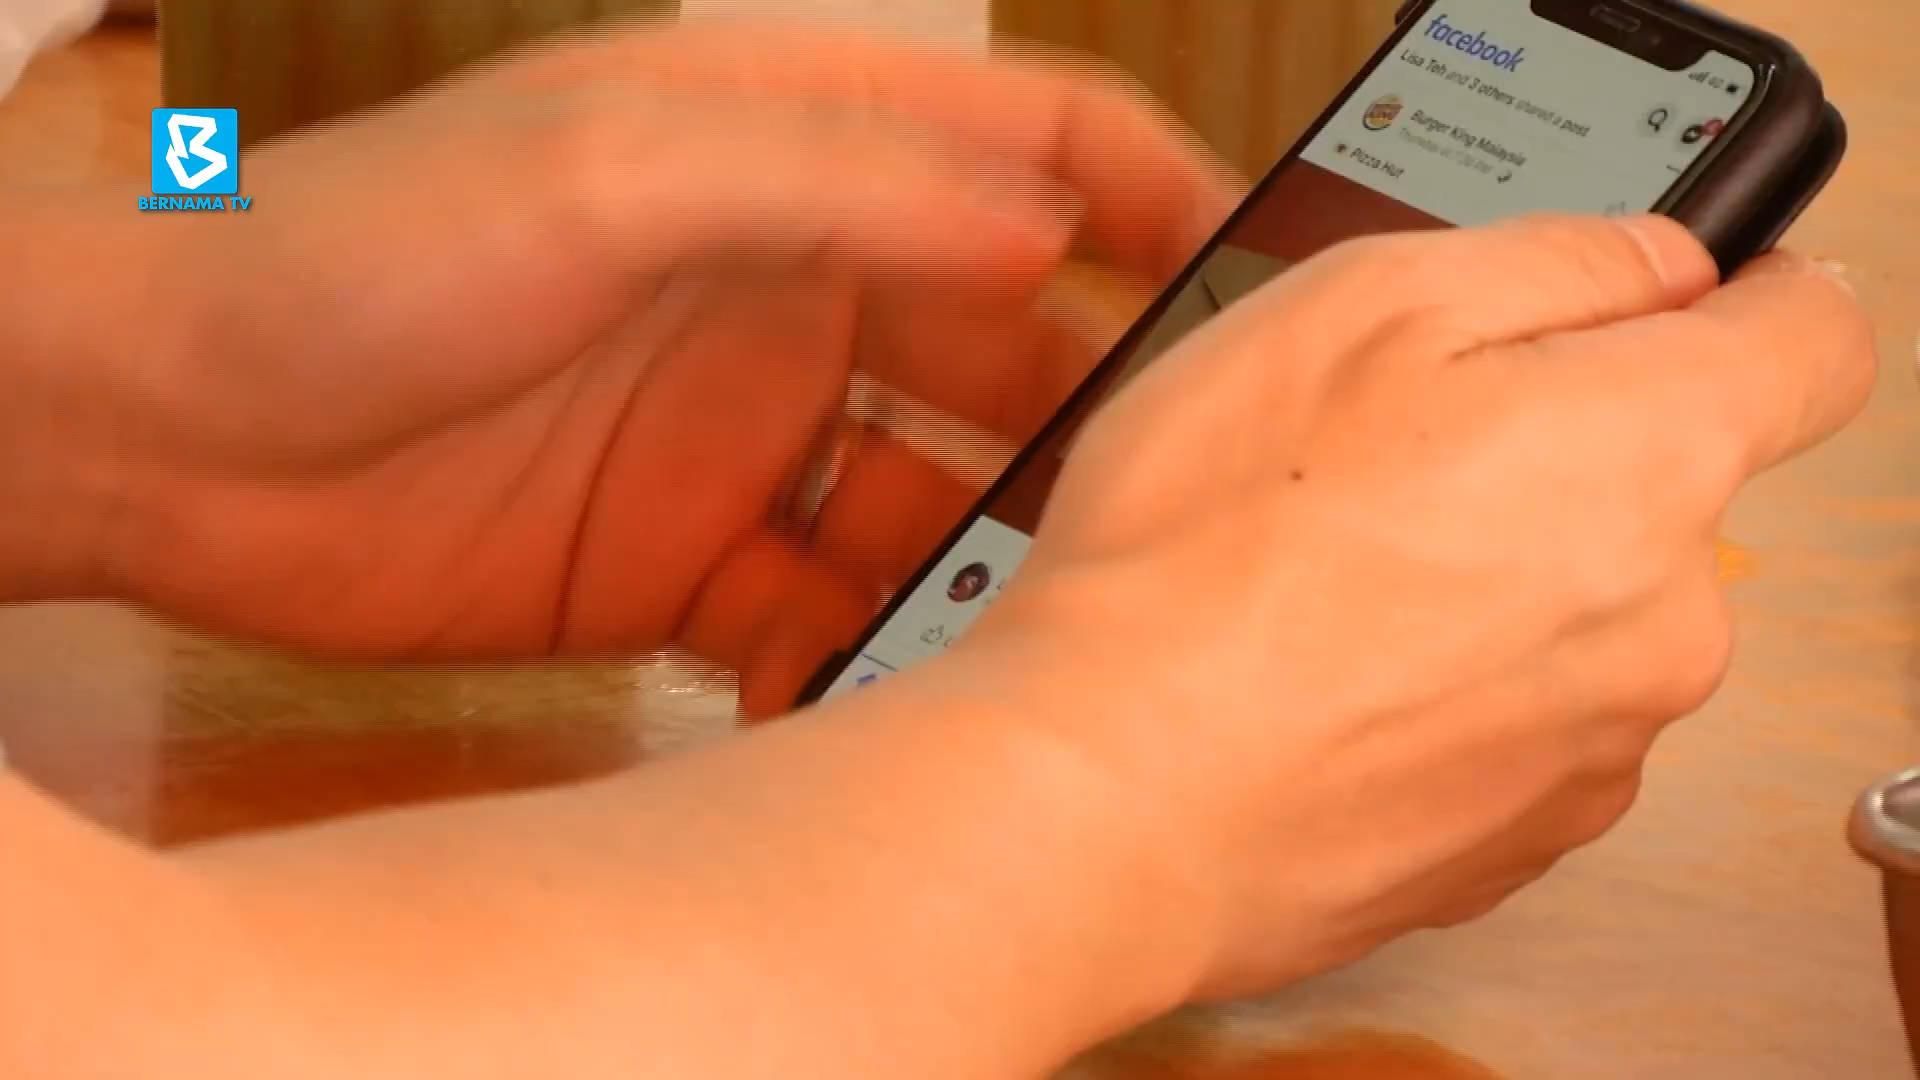 BERNAMA TV
facebook
Lisa Teh and 3 others shared a post
Burger King Malaysia
Pizza Hut